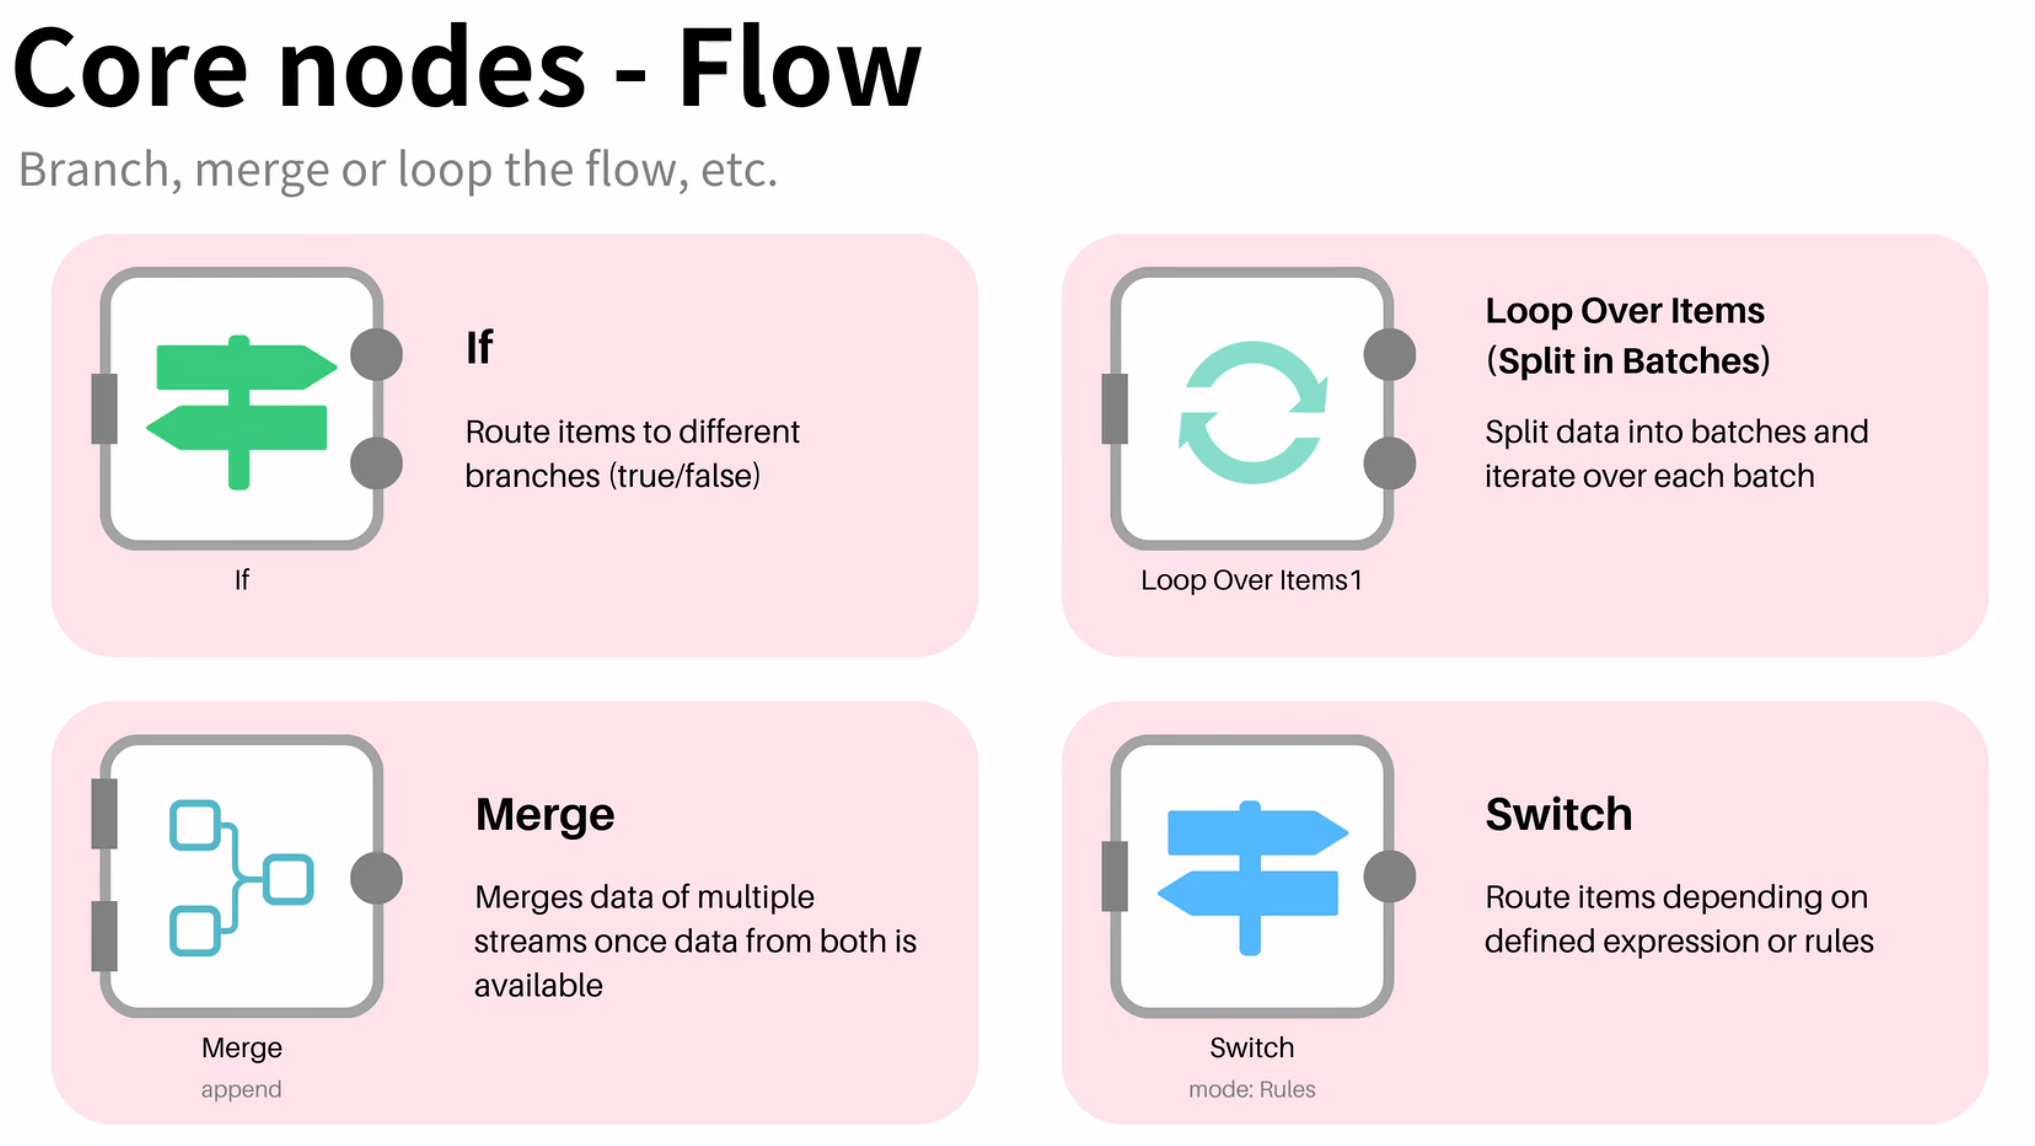 Core nodes - Flow
Branch, merge or loop the flow, etc.
If
Route items to different
branches (true/false)
If
Loop Over Items
(Split in Batches)
Split data into batches and
iterate over each batch
Loop Over Items1
Merge
Merges data of multiple
streams once data from both is
available
Merge
append
Switch
Route items depending on
defined expression or rules
Switch
mode: Rules